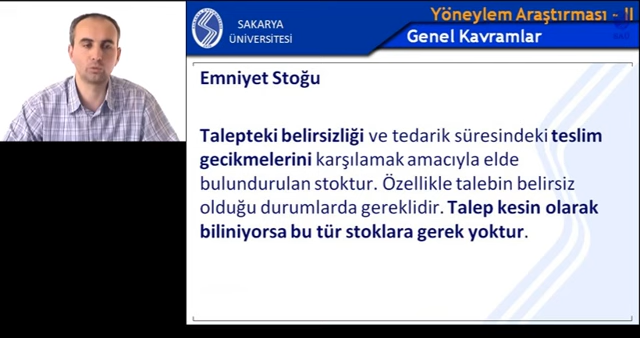 SAKARYA
ÜNİVERSİTESİ
Yöneylem Araştırması - II
Genel Kavramlar
Emniyet Stoğu
Talepteki belirsizliği ve tedarik süresindeki teslim
gecikmelerini karşılamak amacıyla elde
bulundurulan stoktur. Özellikle talebin belirsiz
olduğu durumlarda gereklidir. Talep kesin olarak
biliniyorsa bu tür stoklara gerek yoktur.